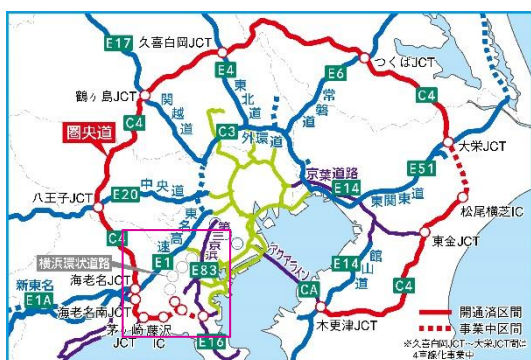 E17
久喜白岡JCT
E4
E6
つくばJCT
鶴ヶ島JCT
関越道
東北道
常磐道
C4
C3
外環道
C4
圏央道
大栄JCT
京葉道路
E51
E14
東関東道
八王子JCT
E20
中央道
松尾横芝IC
東名高速
第三京浜
C4
東金JCT
横浜環状道路
E1
E83
アクアライン
E14
館山道
新東名
海老名JCT
E1A
CA
C4
海老名南JCT
木更津JCT
茅ヶ崎JCT
藤沢IC
E16
開通済区間
事業中区間
※久喜白岡JCT~大栄JCT間は
4車線化事業中